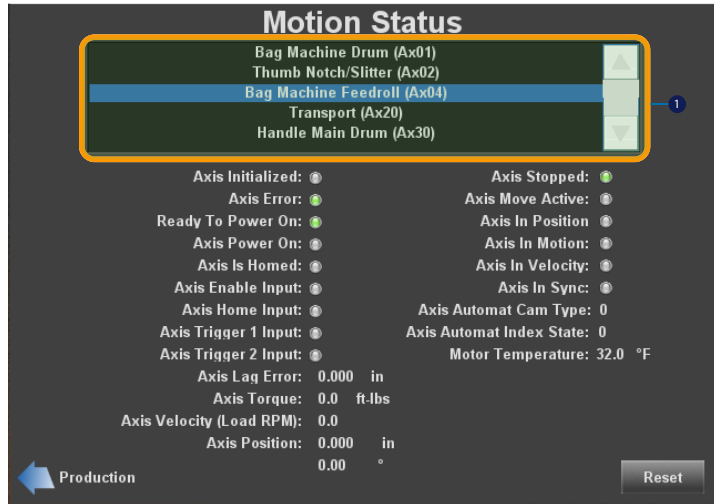 Motion Status
Bag Machine Drum (Ax01)
Thumb Notch/Slitter (Ax02)
Bag Machine Feedroll (Ax04)
Transport (Ax20)
Handle Main Drum (Ax30)
1
Axis Initialized:
Axis Error:
Ready To Power On:
Axis Power On:
Axis Is Homed:
Axis Enable Input:
Axis Home Input:
Axis Trigger 1 Input:
Axis Trigger 2 Input:
Axis Lag Error: 0.000 in
Axis Torque: 0.0 ft-lbs
Axis Velocity (Load RPM): 0.0
Axis Position: 0.000 in
0.00 °
Axis Stopped:
Axis Move Active:
Axis In Position
Axis In Motion:
Axis In Velocity:
Axis In Sync:
Axis Automat Cam Type: 0
Axis Automat Index State: 0
Motor Temperature: 32.0 °F
Production
Reset